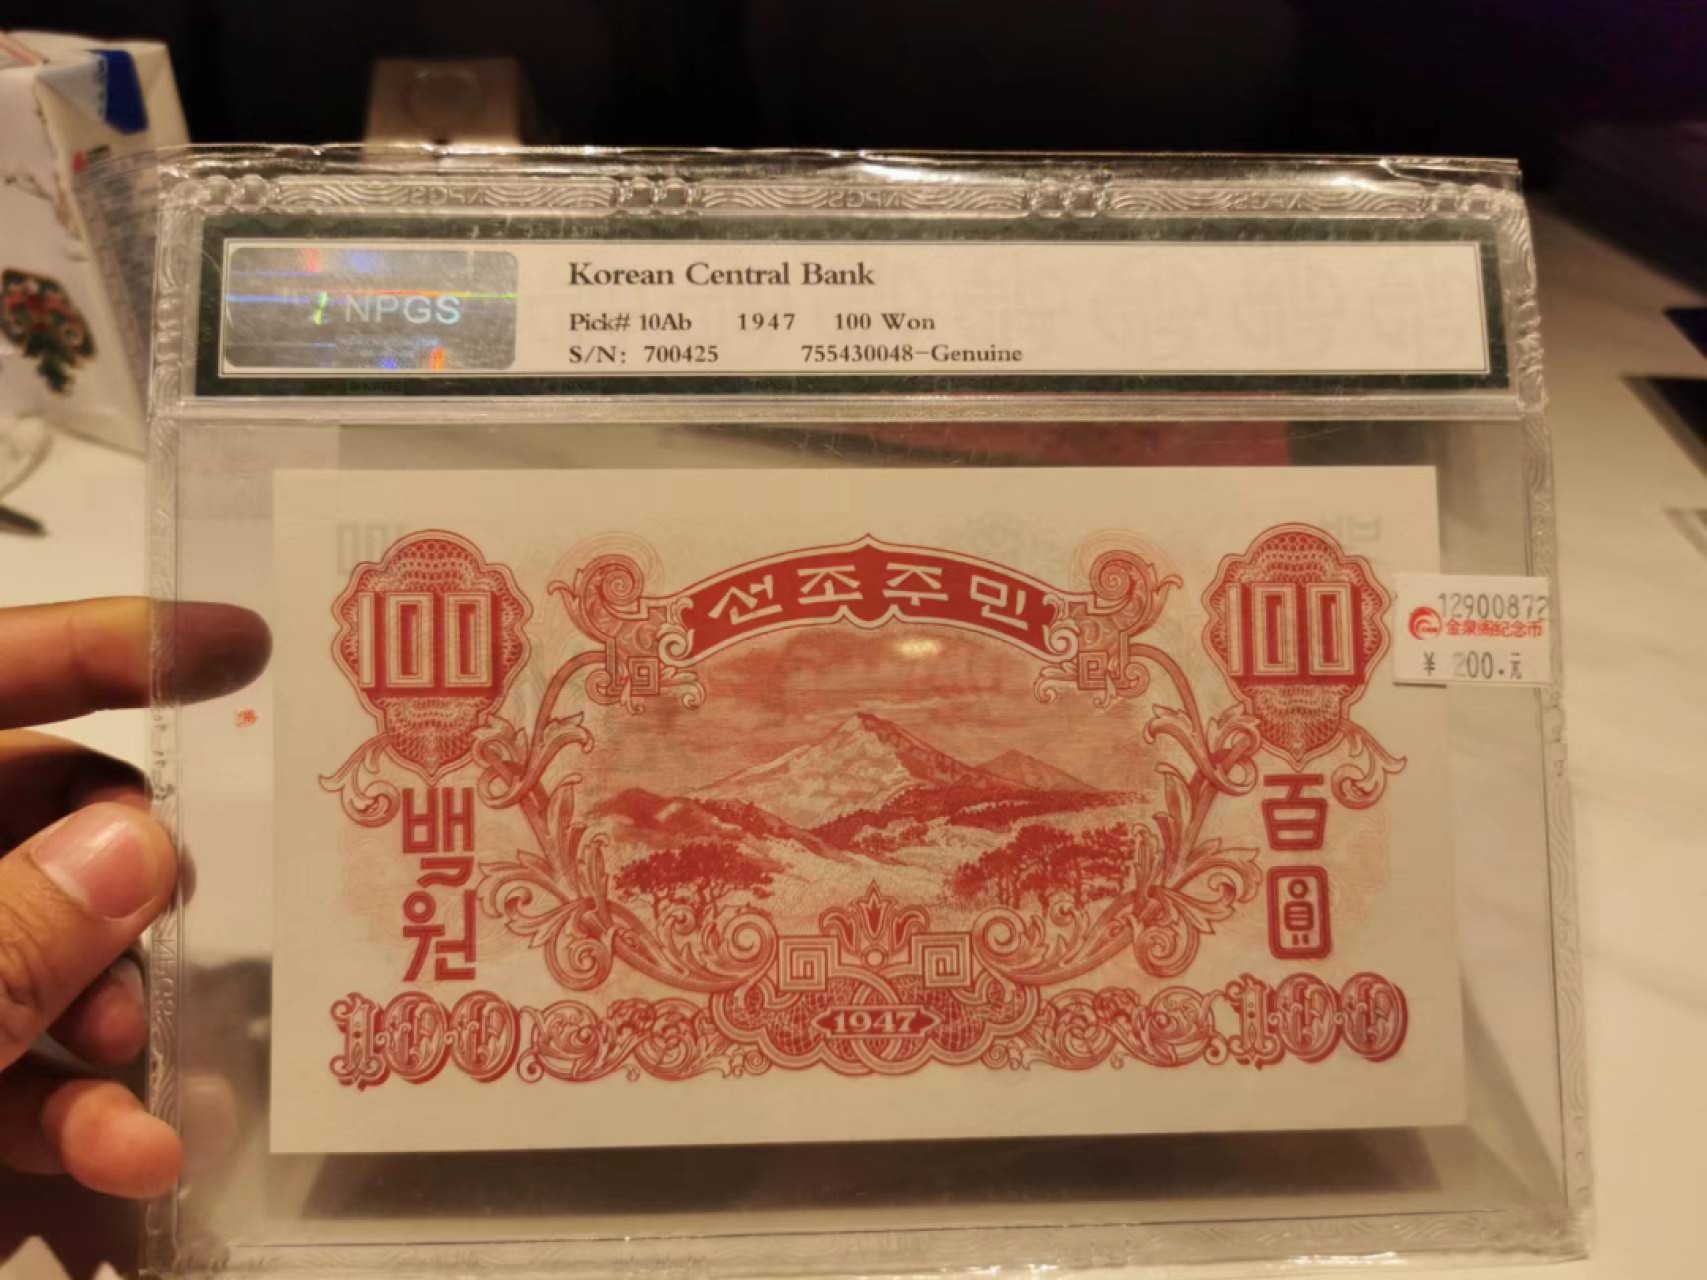 NPGS
Korean Central Bank
Pick# 10Ab 1947 100 Won
S/N: 700425 755430048-Genuine
선조주민
100 100
12900872
金泉阁纪念币
¥ 200.元
백원
百圓
100 1947 100